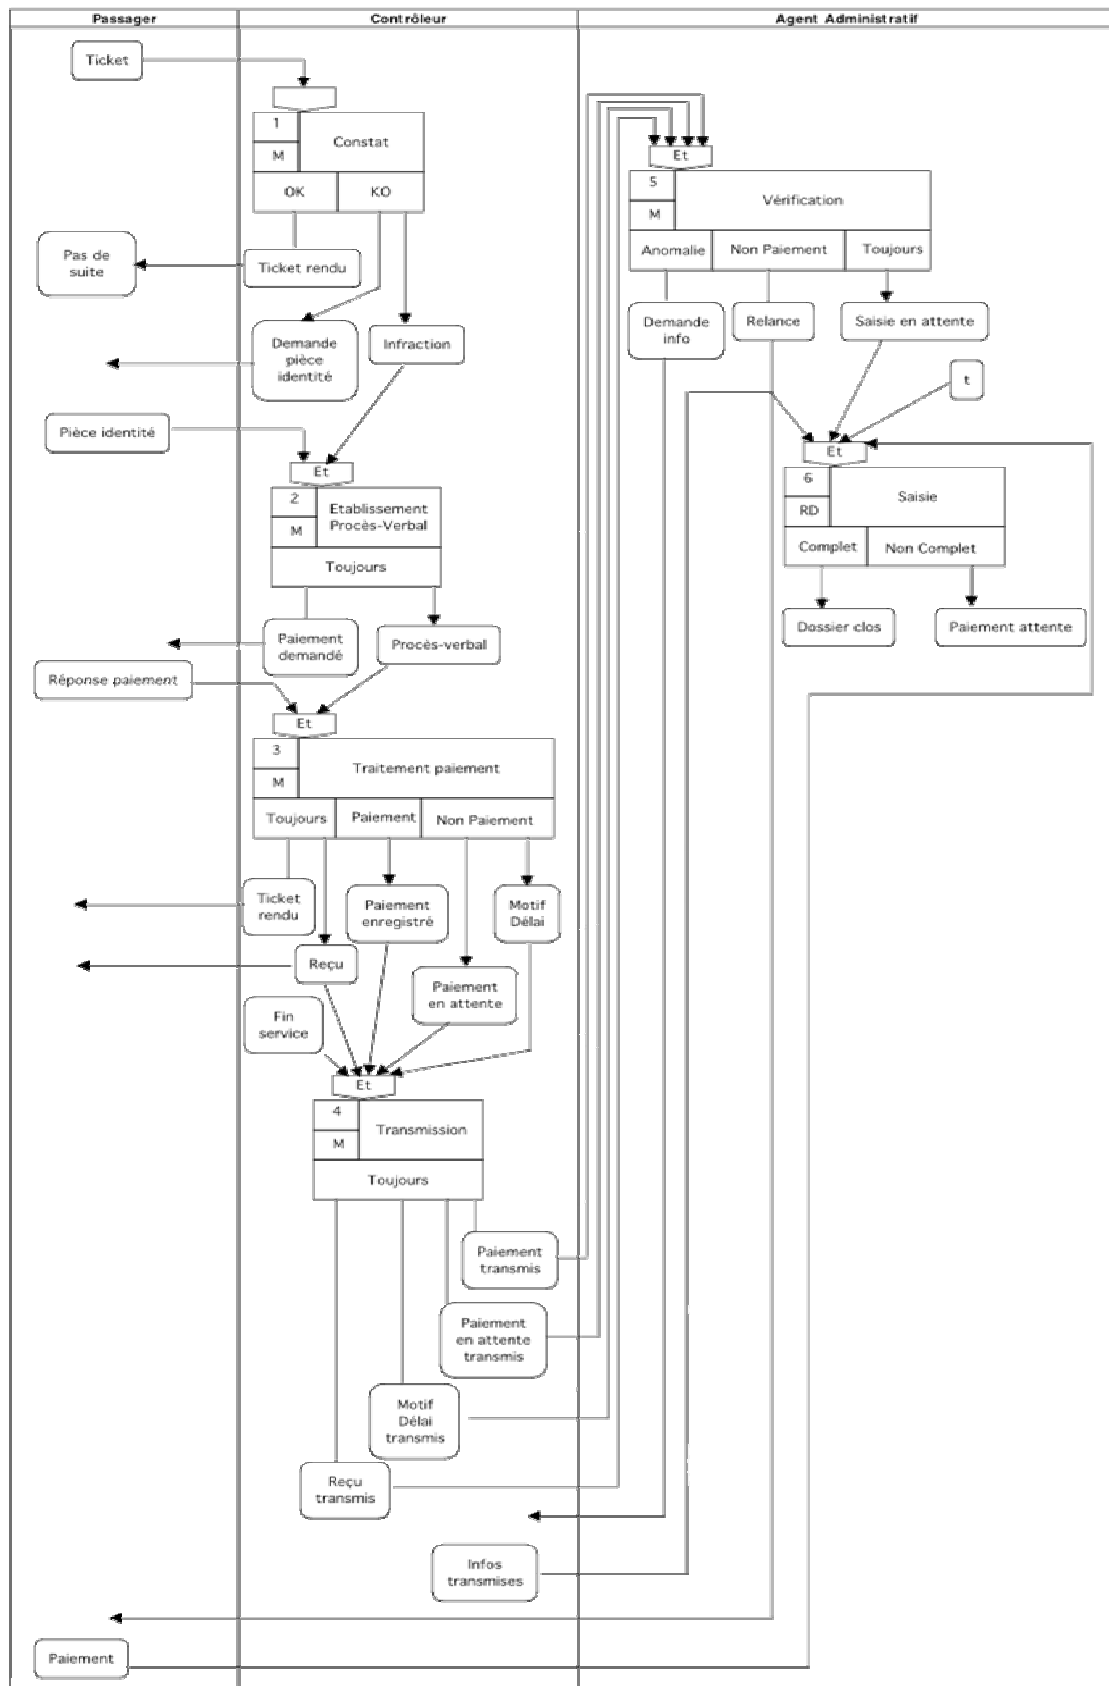 Passager
Contrôleur
Agent Administratif
Ticket
1
M
Constat
OK
KO
Pas de
suite
Ticket rendu
Demande
pièce
identité
Infraction
Pièce identité
Et
2
M
Etablissement
Procès-Verbal
Toujours
Paiement
demandé
Procès-verbal
Réponse paiement
Et
3
M
Traitement paiement
Toujours
Paiement
Non Paiement
Ticket
rendu
Paiement
enregistré
Motif
Délai
Reçu
Paiement
en attente
Fin
service
Et
4
M
Transmission
Toujours
Paiement
transmis
Paiement
en attente
transmis
Motif
Délai
transmis
Reçu
transmis
Infos
transmises
Paiement
Et
5
M
Vérification
Anomalie
Non Paiement
Toujours
Demande
info
Relance
Saisie en attente
t
Et
6
RD
Saisie
Complet
Non Complet
Dossier clos
Paiement attente